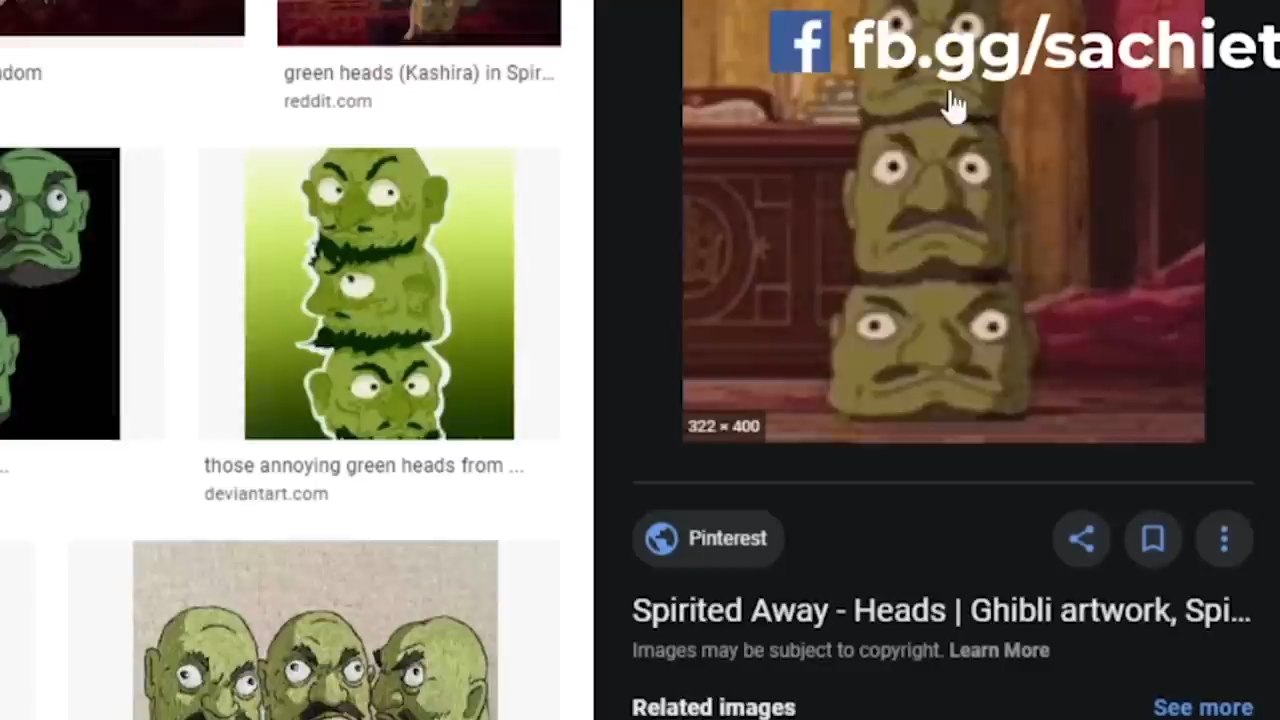 fb.gg/sachiet
dom
green heads (Kashira) in Spir...
reddit.com
322 × 400
those annoying green heads from ...
deviantart.com
Pinterest
Spirited Away - Heads | Ghibli artwork, Spi...
Images may be subject to copyright. Learn More
Related images
See more